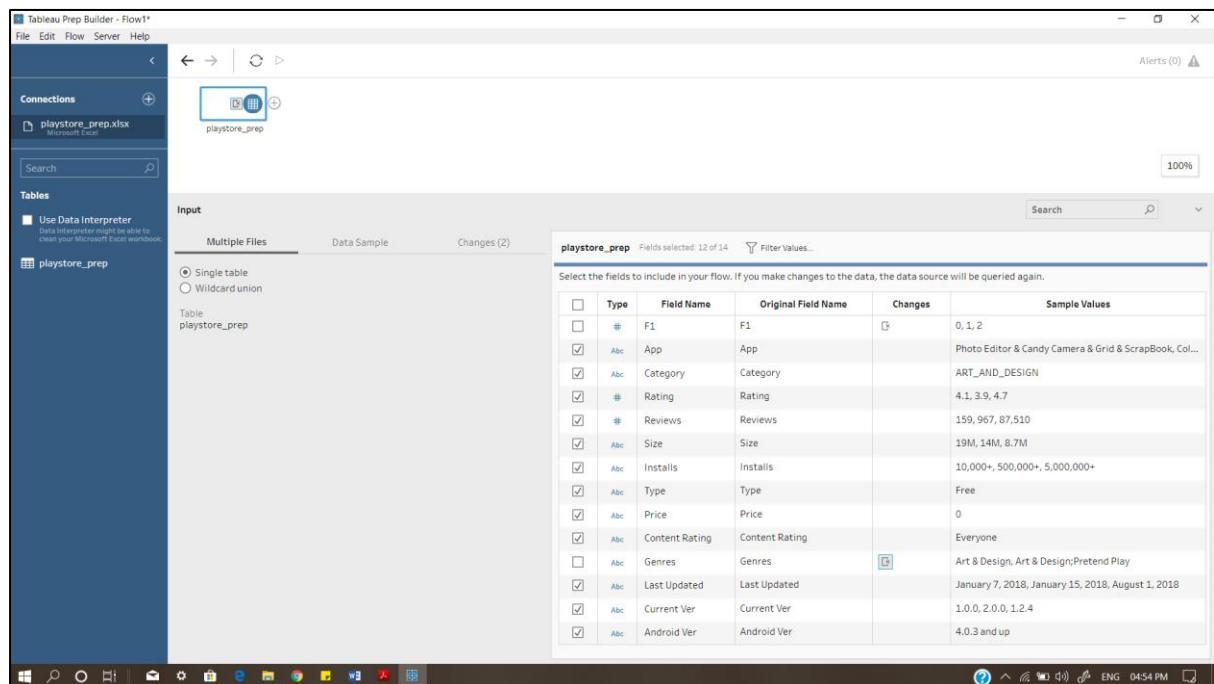 Tableau Prep Builder - Flow1*
File Edit Flow Server Help
Alerts (0)
Connections
playstore_prep.xlsx
Microsoft Excel
playstore_prep
Search
100%
Tables
Use Data Interpreter
Data Interpreter might be able to
clean your Microsoft Excel workbook.
playstore_prep
Input
Search
Multiple Files Data Sample Changes (2)
Single table
Wildcard union
Table
playstore_prep
playstore_prep Fields selected: 12 of 14 Filter Values...
Select the fields to include in your flow. If you make changes to the data, the data source will be queried again.
Type Field Name Original Field Name Changes Sample Values
# F1 F1 0, 1, 2
Abc App App Photo Editor & Candy Camera & Grid & ScrapBook, Col...
Abc Category Category ART_AND_DESIGN
# Rating Rating 4.1, 3.9, 4.7
# Reviews Reviews 159, 967, 87,510
Abc Size Size 19M, 14M, 8.7M
Abc Installs Installs 10,000+, 500,000+, 5,000,000+
Abc Type Type Free
Abc Price Price 0
Abc Content Rating Content Rating Everyone
Abc Genres Genres Art & Design, Art & Design;Pretend Play
Abc Last Updated Last Updated January 7, 2018, January 15, 2018, August 1, 2018
Abc Current Ver Current Ver 1.0.0, 2.0.0, 1.2.4
Abc Android Ver Android Ver 4.0.3 and up
ENG 04:54 PM